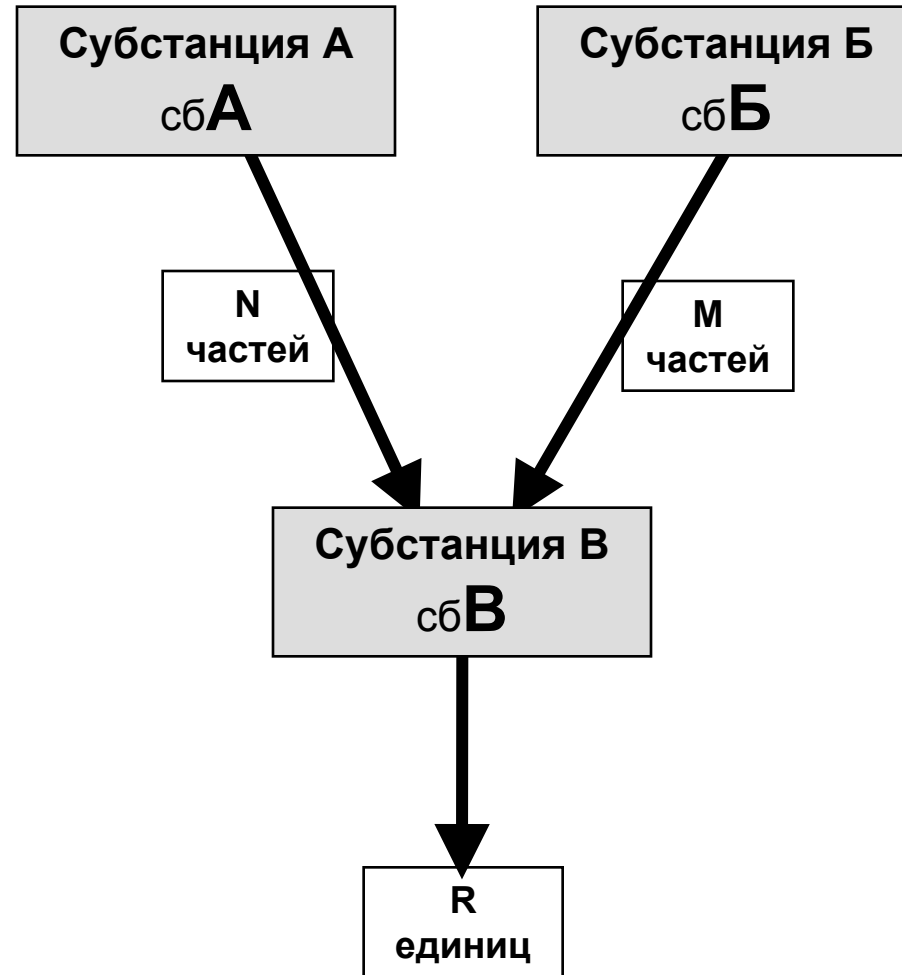 Субстанция А
сбА
Субстанция Б
сбБ
N
частей
M
частей
Субстанция В
сбВ
R
единиц